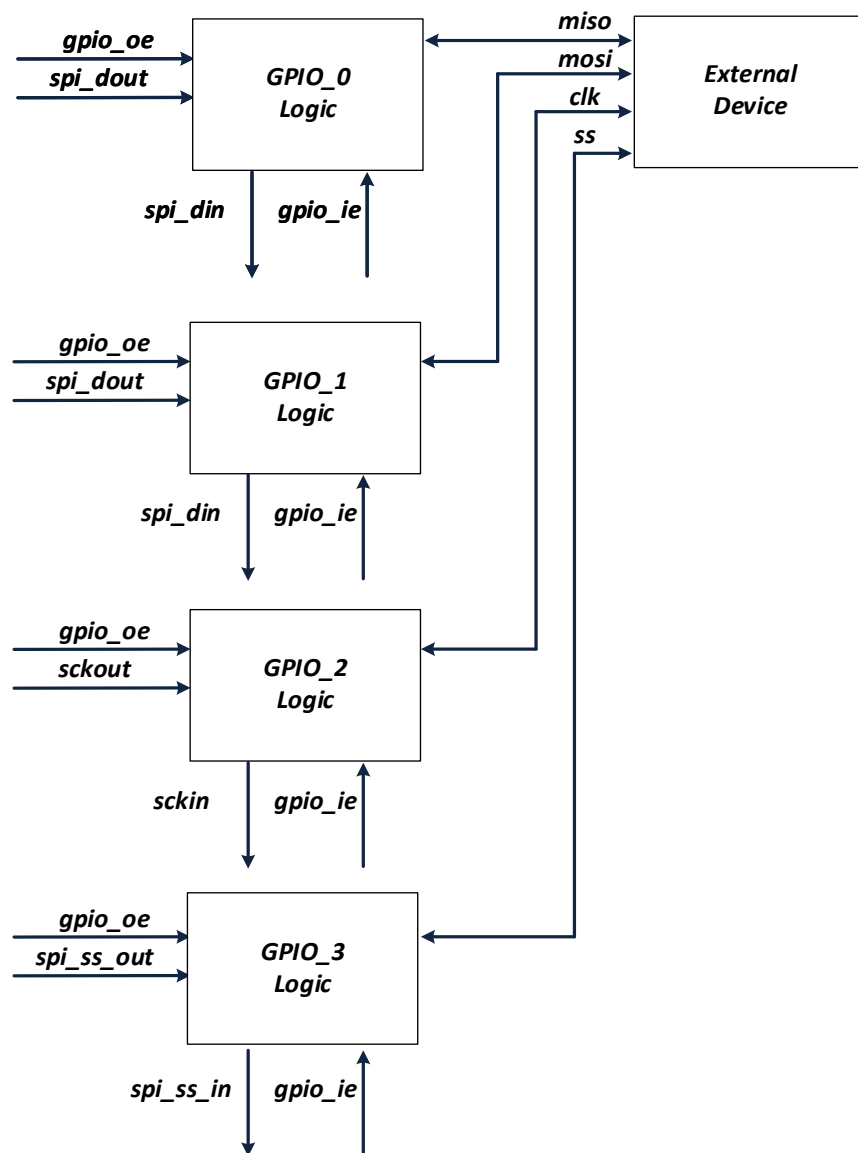 gpio_oe
spi_dout
GPIO_0
Logic
miso
mosi
clk
ss
External
Device
spi_din
gpio_ie
gpio_oe
spi_dout
GPIO_1
Logic
spi_din
gpio_ie
gpio_oe
sckout
GPIO_2
Logic
sckin
gpio_ie
gpio_oe
spi_ss_out
GPIO_3
Logic
spi_ss_in
gpio_ie